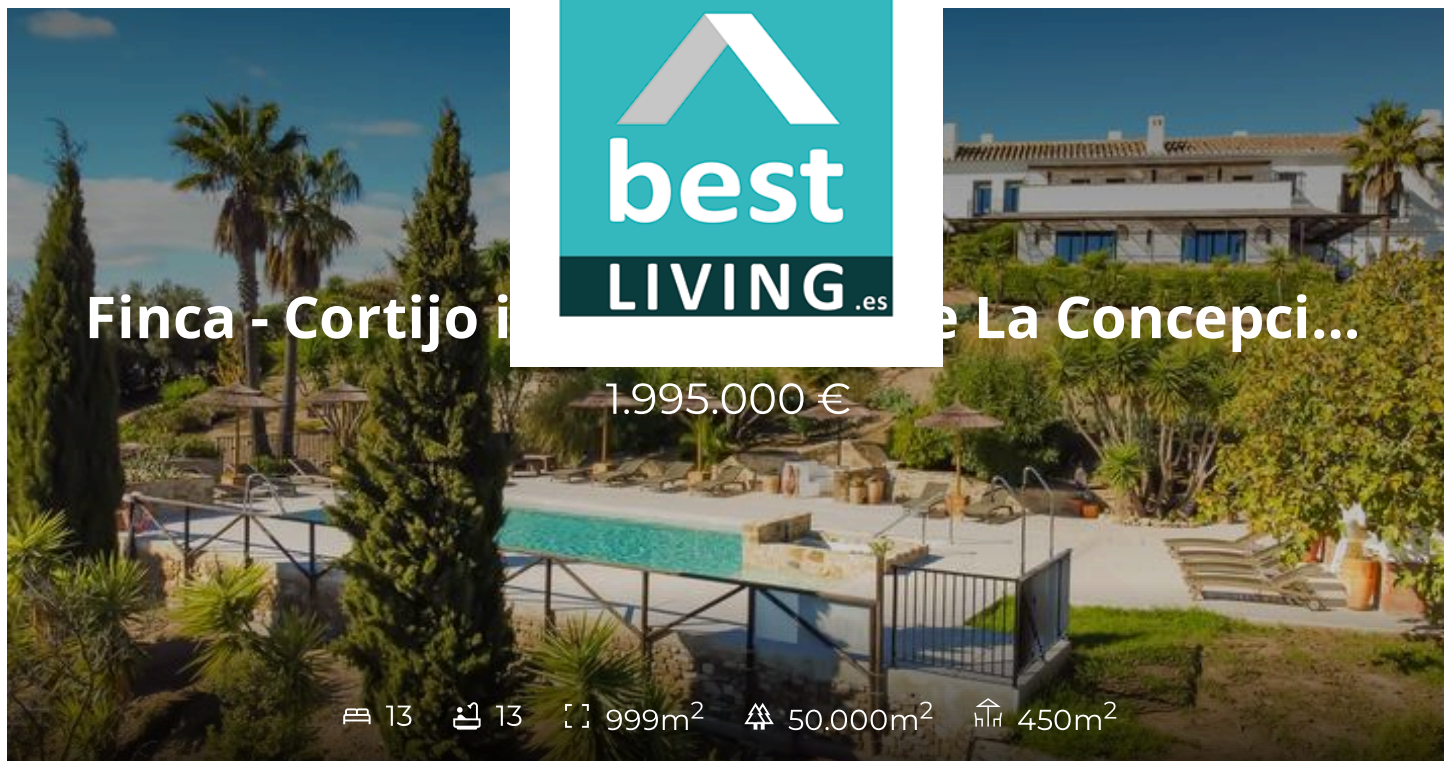 best
LIVING.es
Finca - Cortijo i
e La Concepci...
1.995.000 €
13 13 999m² 50.000m² 450m²